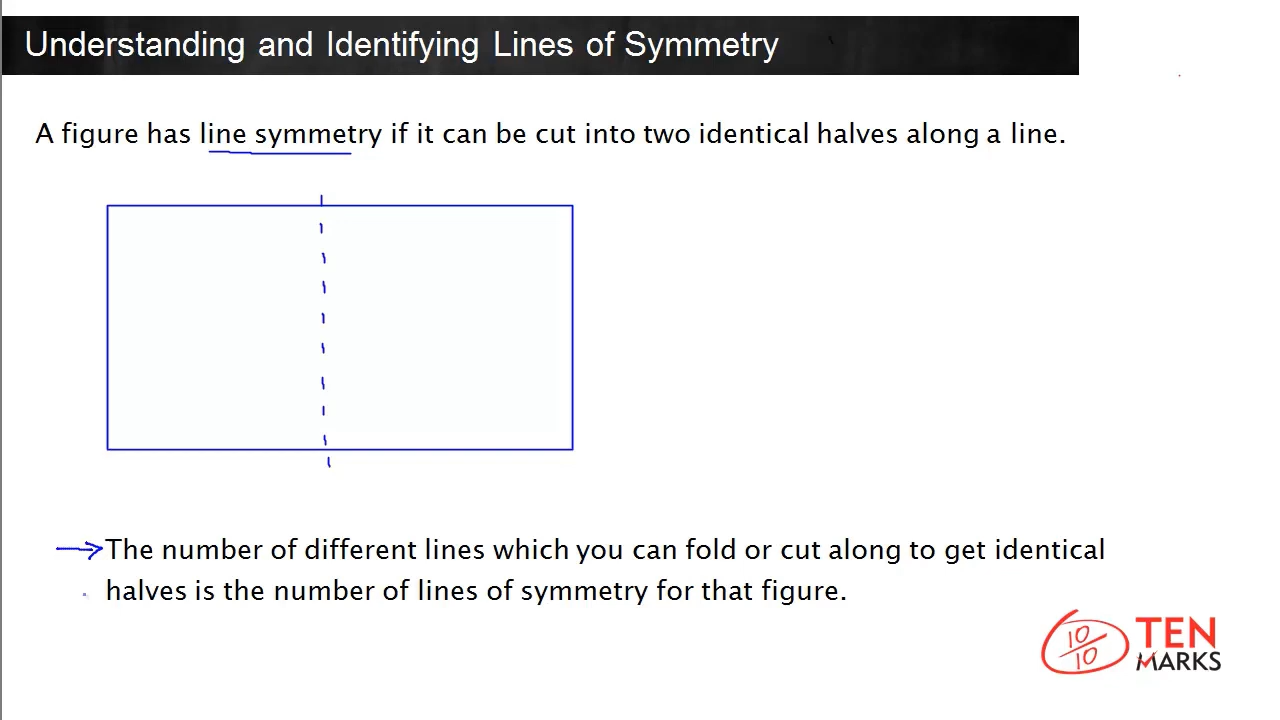 Understanding and Identifying Lines of Symmetry
A figure has line symmetry if it can be cut into two identical halves along a line.
The number of different lines which you can fold or cut along to get identical
halves is the number of lines of symmetry for that figure.
10
10
TEN
MARKS